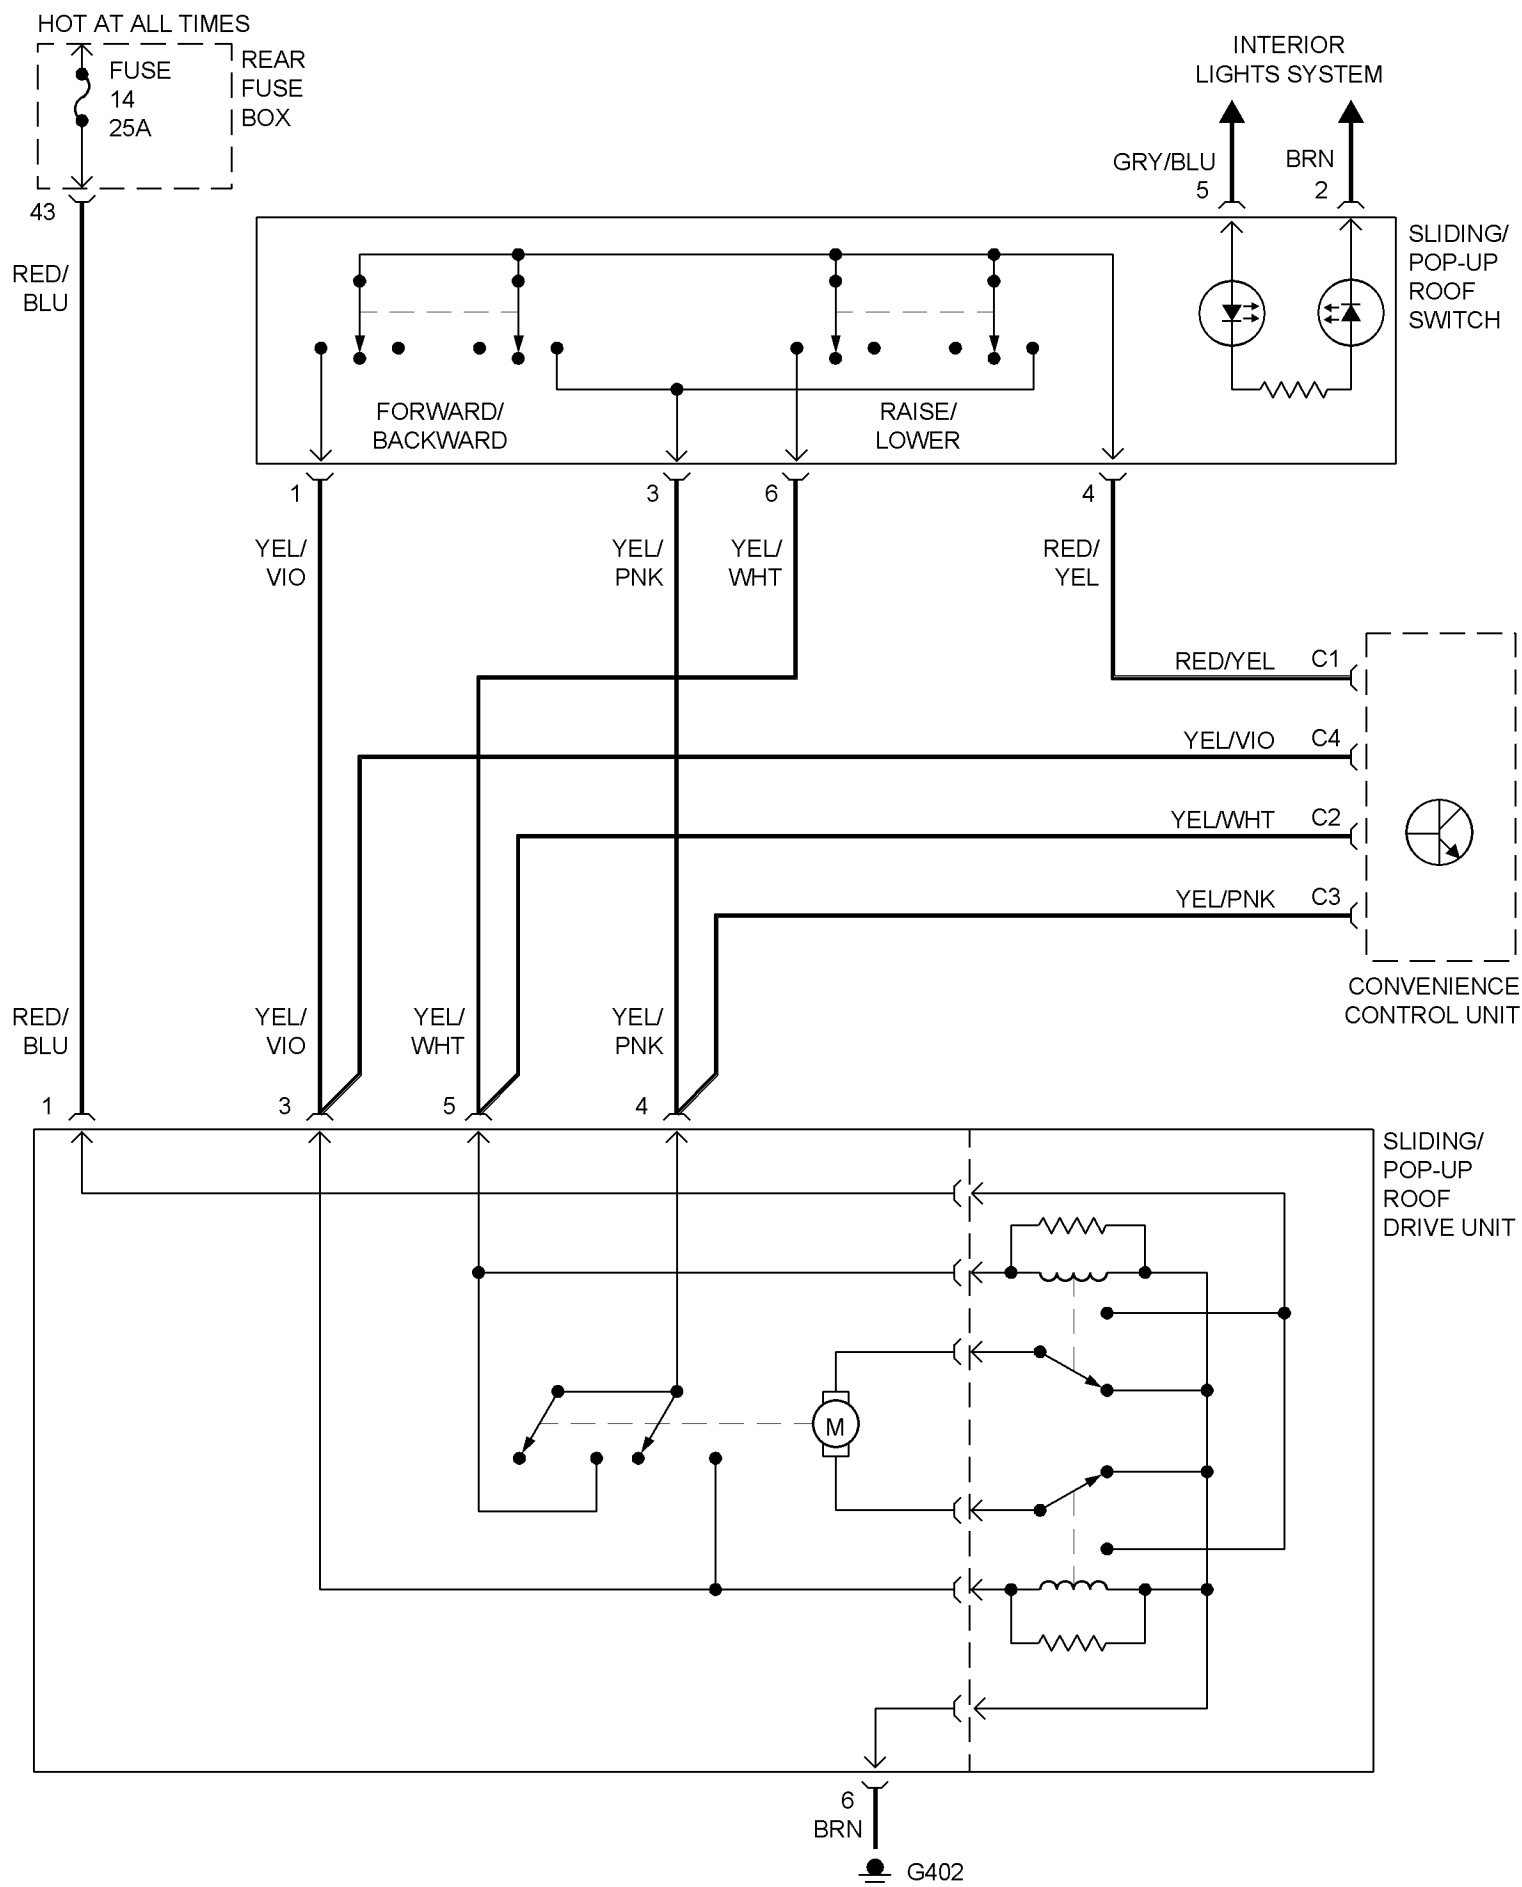 HOT AT ALL TIMES
FUSE
14
25A
REAR
FUSE
BOX
43
RED/
BLU
INTERIOR
LIGHTS SYSTEM
GRY/BLU
5
BRN
2
SLIDING/
POP-UP
ROOF
SWITCH
FORWARD/
BACKWARD
RAISE/
LOWER
1
3
6
4
YEL/
VIO
YEL/
PNK
YEL/
WHT
RED/
YEL
RED/YEL C1
YEL/VIO C4
YEL/WHT C2
YEL/PNK C3
CONVENIENCE
CONTROL UNIT
RED/
BLU
YEL/
VIO
YEL/
WHT
YEL/
PNK
1
3
5
4
SLIDING/
POP-UP
ROOF
DRIVE UNIT
M
6
BRN
G402